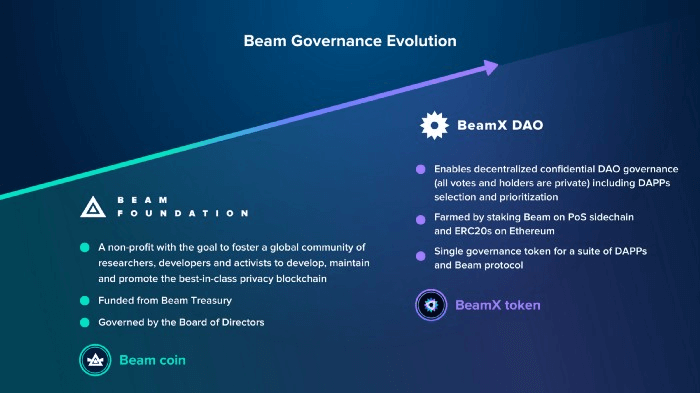 Beam Governance Evolution
BEAM
FOUNDATION
A non-profit with the goal to foster a global community of
researchers, developers and activists to develop, maintain
and promote the best-in-class privacy blockchain
Funded from Beam Treasury
Governed by the Board of Directors
Beam coin
BeamX DAO
Enables decentralized confidential DAO governance
(all votes and holders are private) including DAPPs
selection and prioritization
Farmed by staking Beam on PoS sidechain
and ERC20s on Ethereum
Single governance token for a suite of DAPPs
and Beam protocol
BeamX token